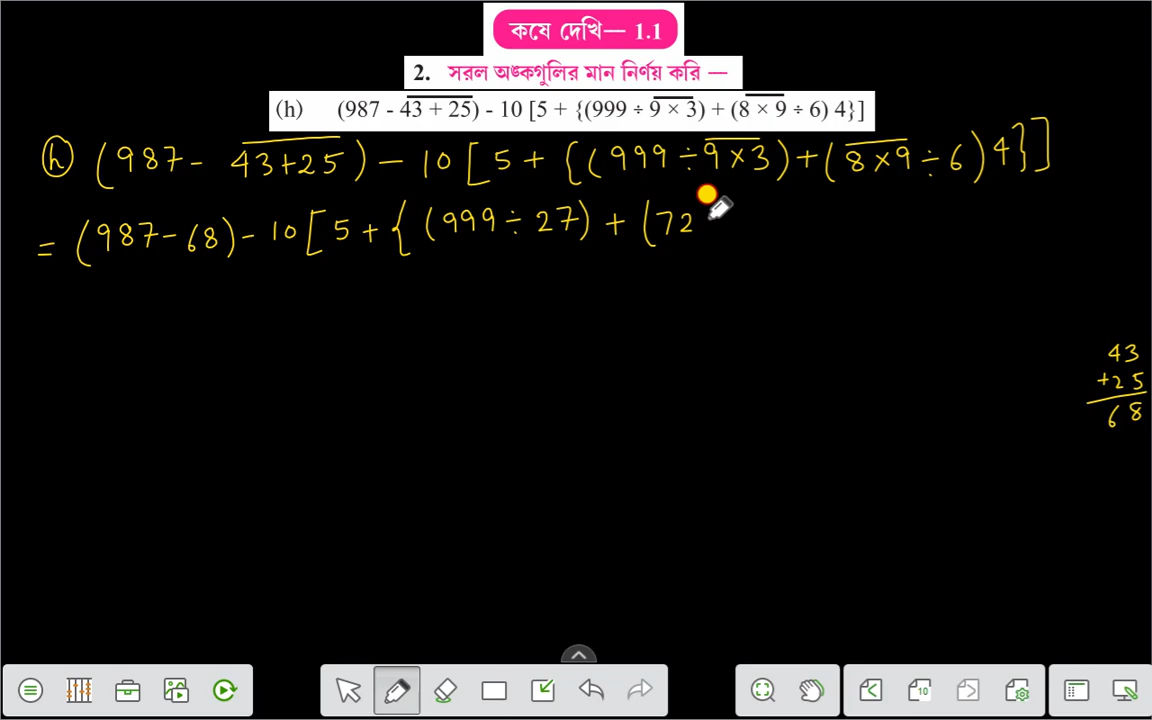 কষে দেখি— 1.1
2. সরল অঙ্কগুলির মান নির্ণয় করি —
(h) (987 - 43 + 25) - 10 [5 + {(999 ÷ 9 × 3) + (8 × 9 ÷ 6) 4}]
h (987 - 43+25) - 10 [5 + {(999 ÷ 9×3) + (8×9 ÷ 6) 4}]
= (987 - 68) - 10 [5 + {(999 ÷ 27) + (72
43
+25
68
10